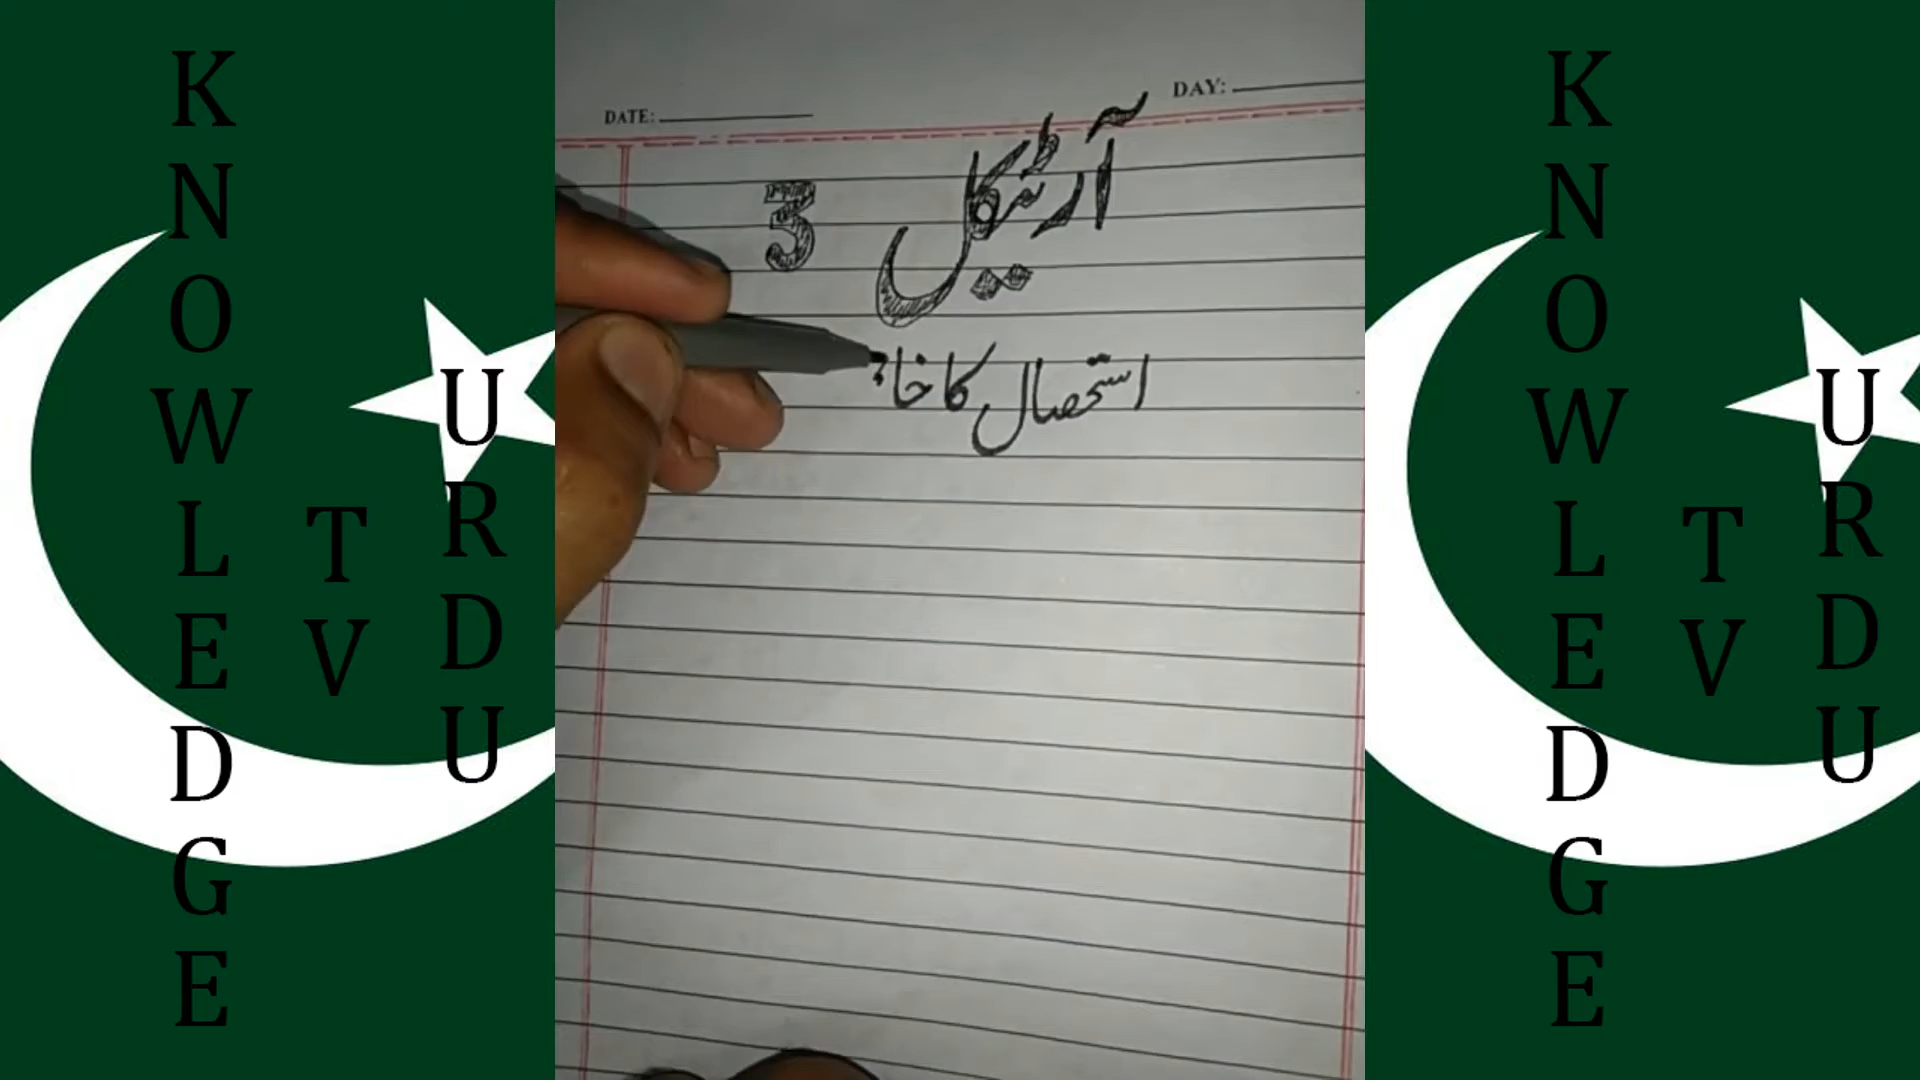 KNOWLEDGE
TV
URDU
DATE:
DAY:
آرٹیکل 3
استحصال کا خا
KNOWLEDGE
TV
URDU